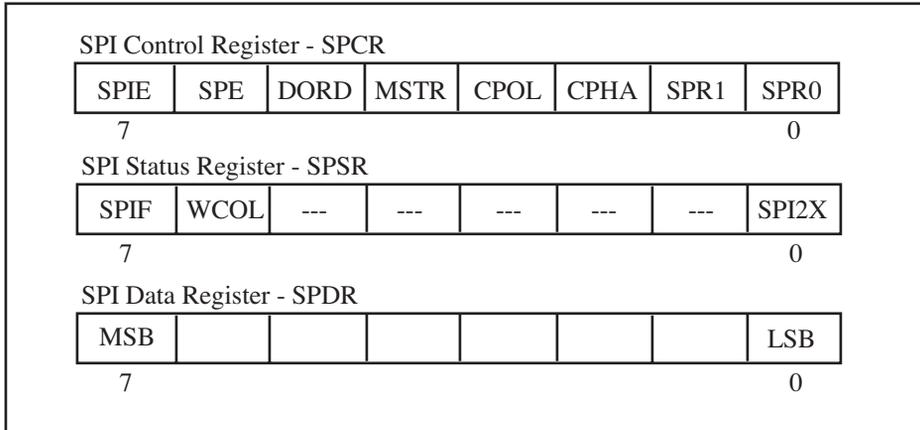 SPI Control Register - SPCR
SPIE SPE DORD MSTR CPOL CPHA SPR1 SPR0
7 0
SPI Status Register - SPSR
SPIF WCOL --- --- --- --- --- SPI2X
7 0
SPI Data Register - SPDR
MSB LSB
7 0